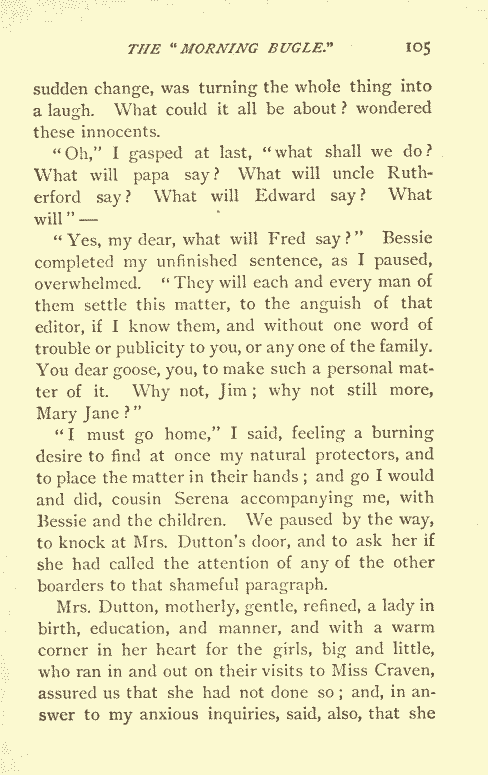 THE "MORNING BUGLE." 105
sudden change, was turning the whole thing into
a laugh. What could it all be about? wondered
these innocents.
"Oh," I gasped at last, "what shall we do?
What will papa say? What will uncle Ruth-
erford say? What will Edward say? What
will" —
"Yes, my dear, what will Fred say?" Bessie
completed my unfinished sentence, as I paused,
overwhelmed. "They will each and every man of
them settle this matter, to the anguish of that
editor, if I know them, and without one word of
trouble or publicity to you, or any one of the family.
You dear goose, you, to make such a personal mat-
ter of it. Why not, Jim; why not still more,
Mary Jane?"
"I must go home," I said, feeling a burning
desire to find at once my natural protectors, and
to place the matter in their hands; and go I would
and did, cousin Serena accompanying me, with
Bessie and the children. We paused by the way,
to knock at Mrs. Dutton's door, and to ask her if
she had called the attention of any of the other
boarders to that shameful paragraph.
Mrs. Dutton, motherly, gentle, refined, a lady in
birth, education, and manner, and with a warm
corner in her heart for the girls, big and little,
who ran in and out on their visits to Miss Craven,
assured us that she had not done so; and, in an-
swer to my anxious inquiries, said, also, that she